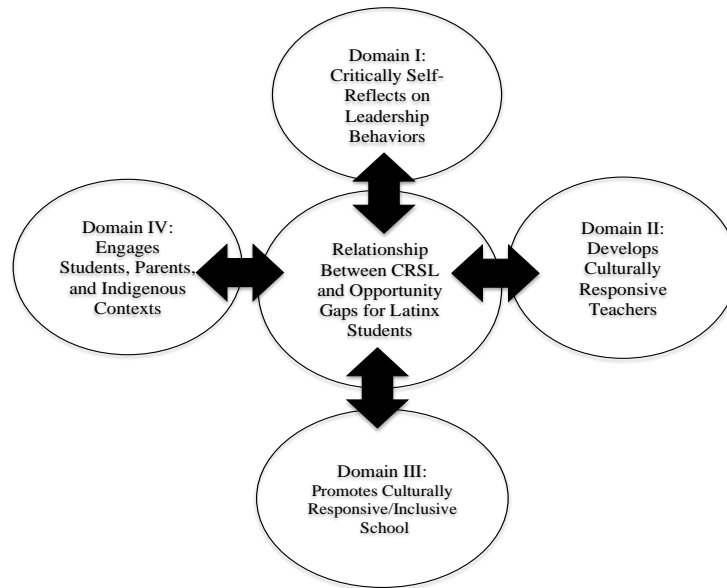 Domain I:
Critically Self-
Reflects on
Leadership
Behaviors
Domain IV:
Engages
Students, Parents,
and Indigenous
Contexts
Relationship
Between CRSL
and Opportunity
Gaps for Latinx
Students
Domain II:
Develops
Culturally
Responsive
Teachers
Domain III:
Promotes Culturally
Responsive/Inclusive
School